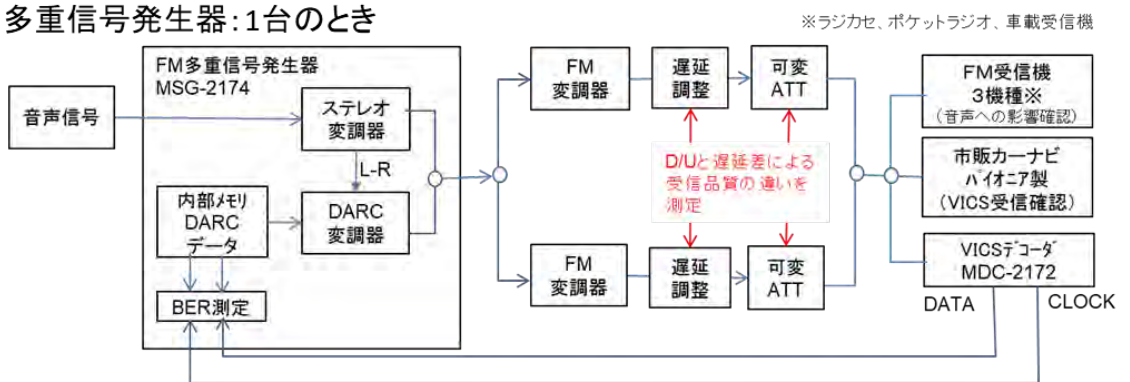 多重信号発生器:1台のとき
※ラジカセ、ポケットラジオ、車載受信機
音声信号
FM多重信号発生器
MSG-2174
ステレオ
変調器
L-R
内部メモリ
DARC
データ
DARC
変調器
BER測定
FM
変調器
遅延
調整
可変
ATT
D/Uと遅延差による
受信品質の違いを
測定
FM
変調器
遅延
調整
可変
ATT
FM受信機
3機種※
(音声への影響確認)
市販カーナビ
パイオニア製
(VICS受信確認)
VICSデコーダ
MDC-2172
DATA
CLOCK